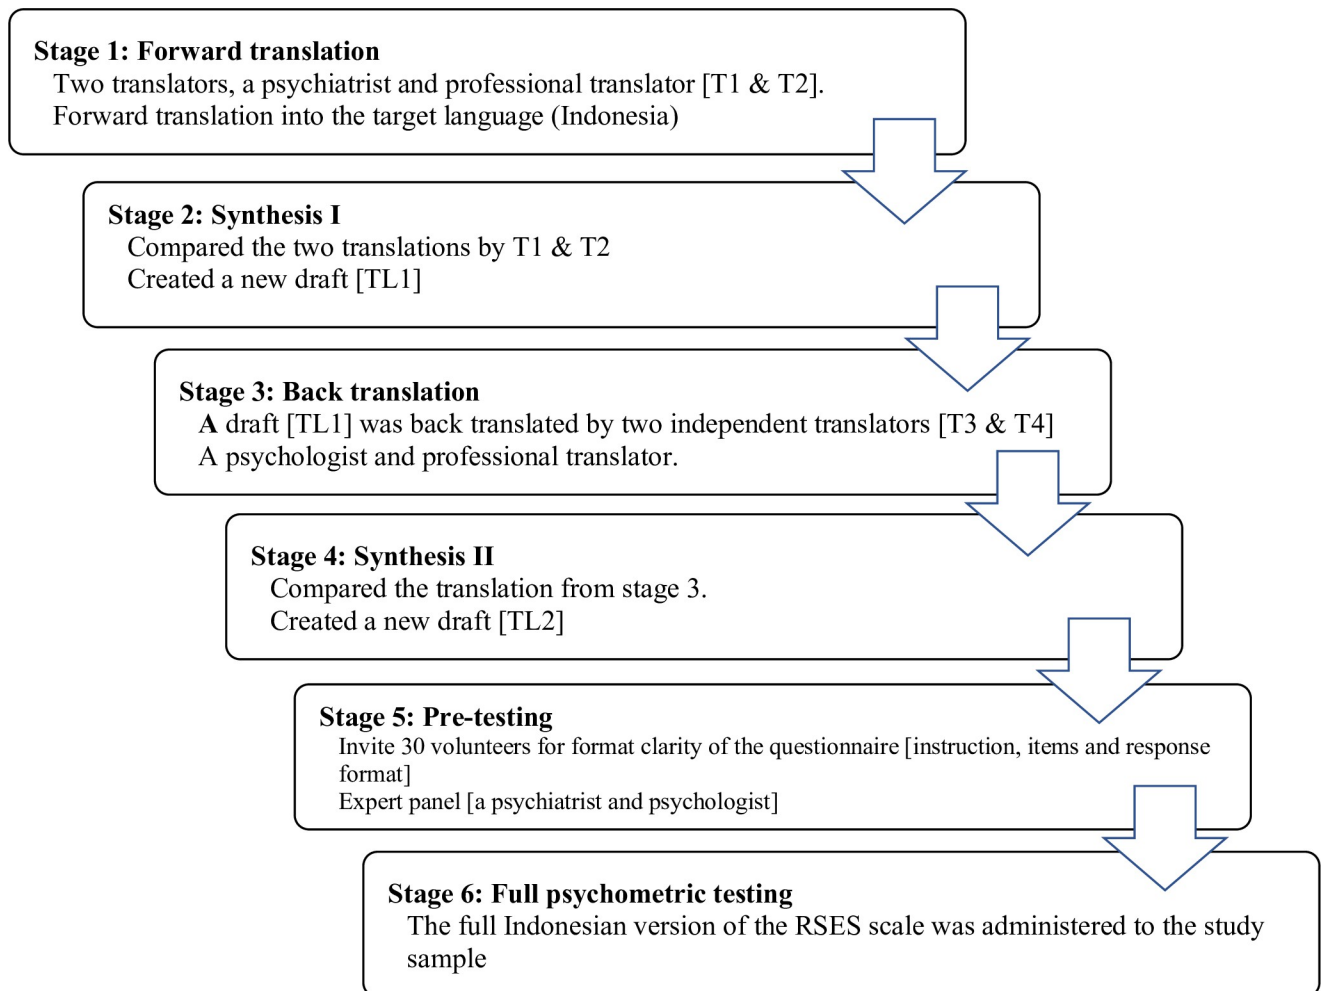 Stage 1: Forward translation
Two translators, a psychiatrist and professional translator [T1 & T2].
Forward translation into the target language (Indonesia)
Stage 2: Synthesis I
Compared the two translations by T1 & T2
Created a new draft [TL1]
Stage 3: Back translation
A draft [TL1] was back translated by two independent translators [T3 & T4]
A psychologist and professional translator.
Stage 4: Synthesis II
Compared the translation from stage 3.
Created a new draft [TL2]
Stage 5: Pre-testing
Invite 30 volunteers for format clarity of the questionnaire [instruction, items and response
format]
Expert panel [a psychiatrist and psychologist]
Stage 6: Full psychometric testing
The full Indonesian version of the RSES scale was administered to the study
sample